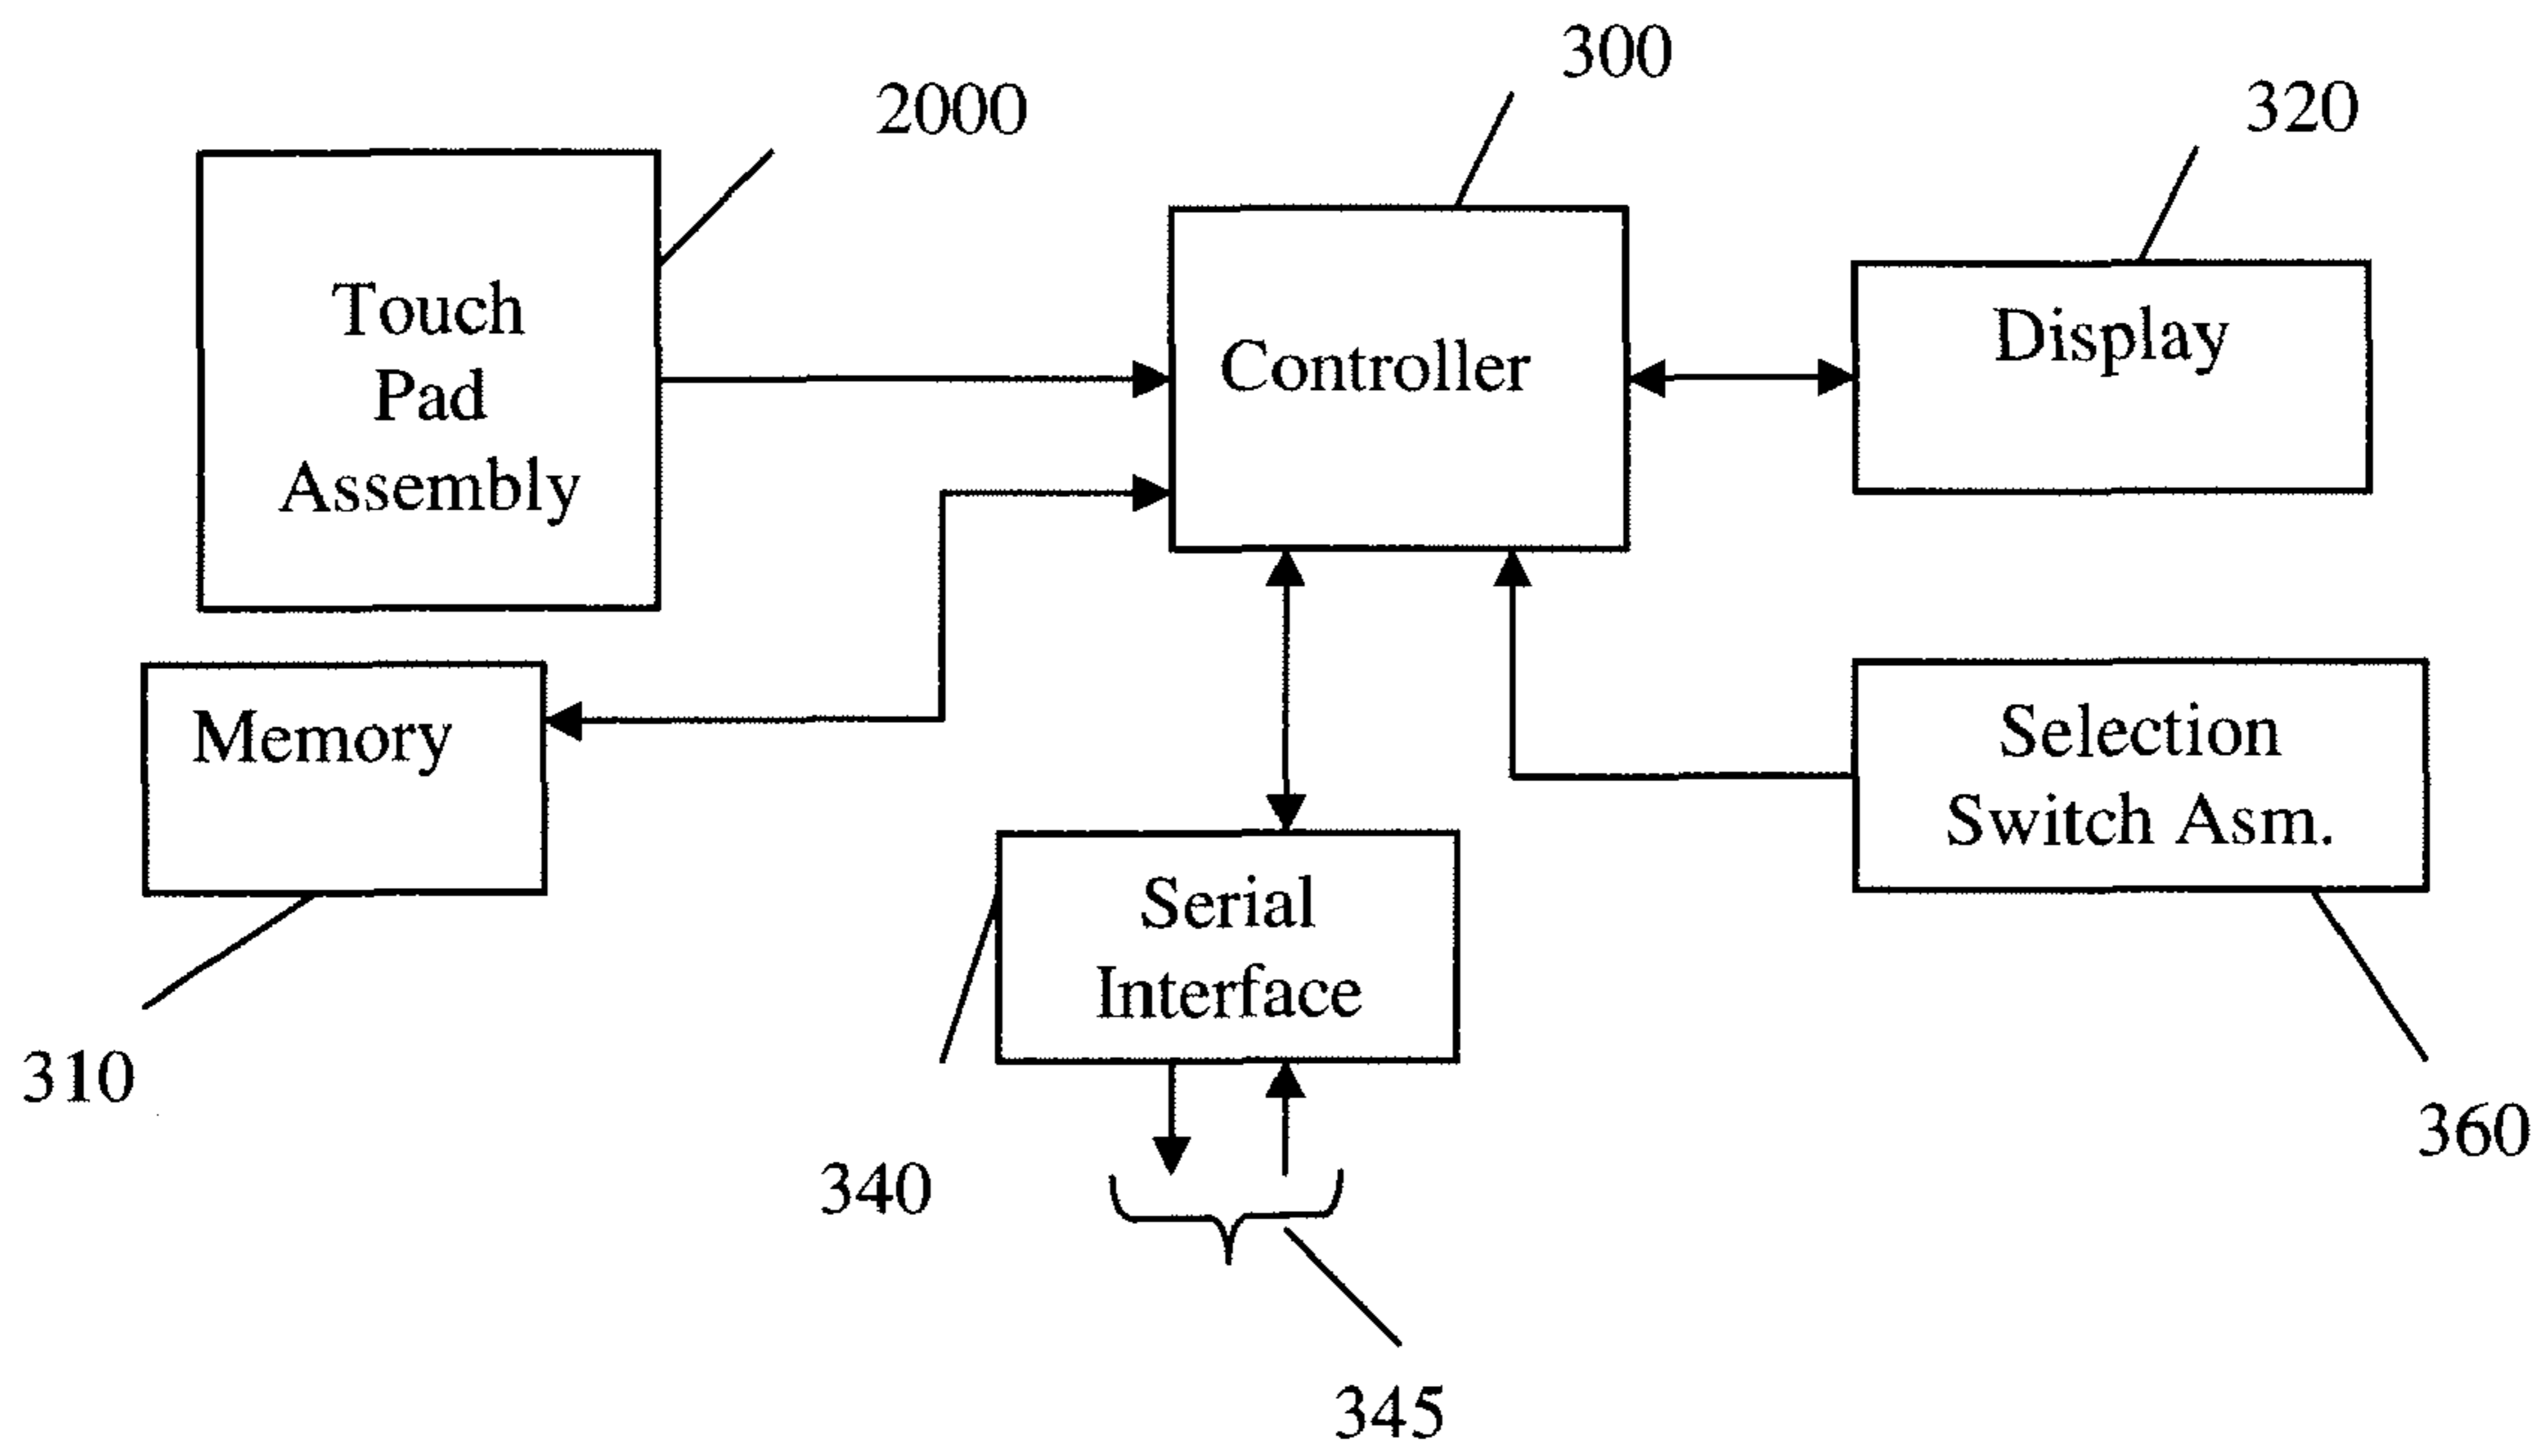 300
2000
320
Touch
Pad
Assembly
Controller
Display
Memory
Selection
Switch Asm.
Serial
Interface
310
340
360
345